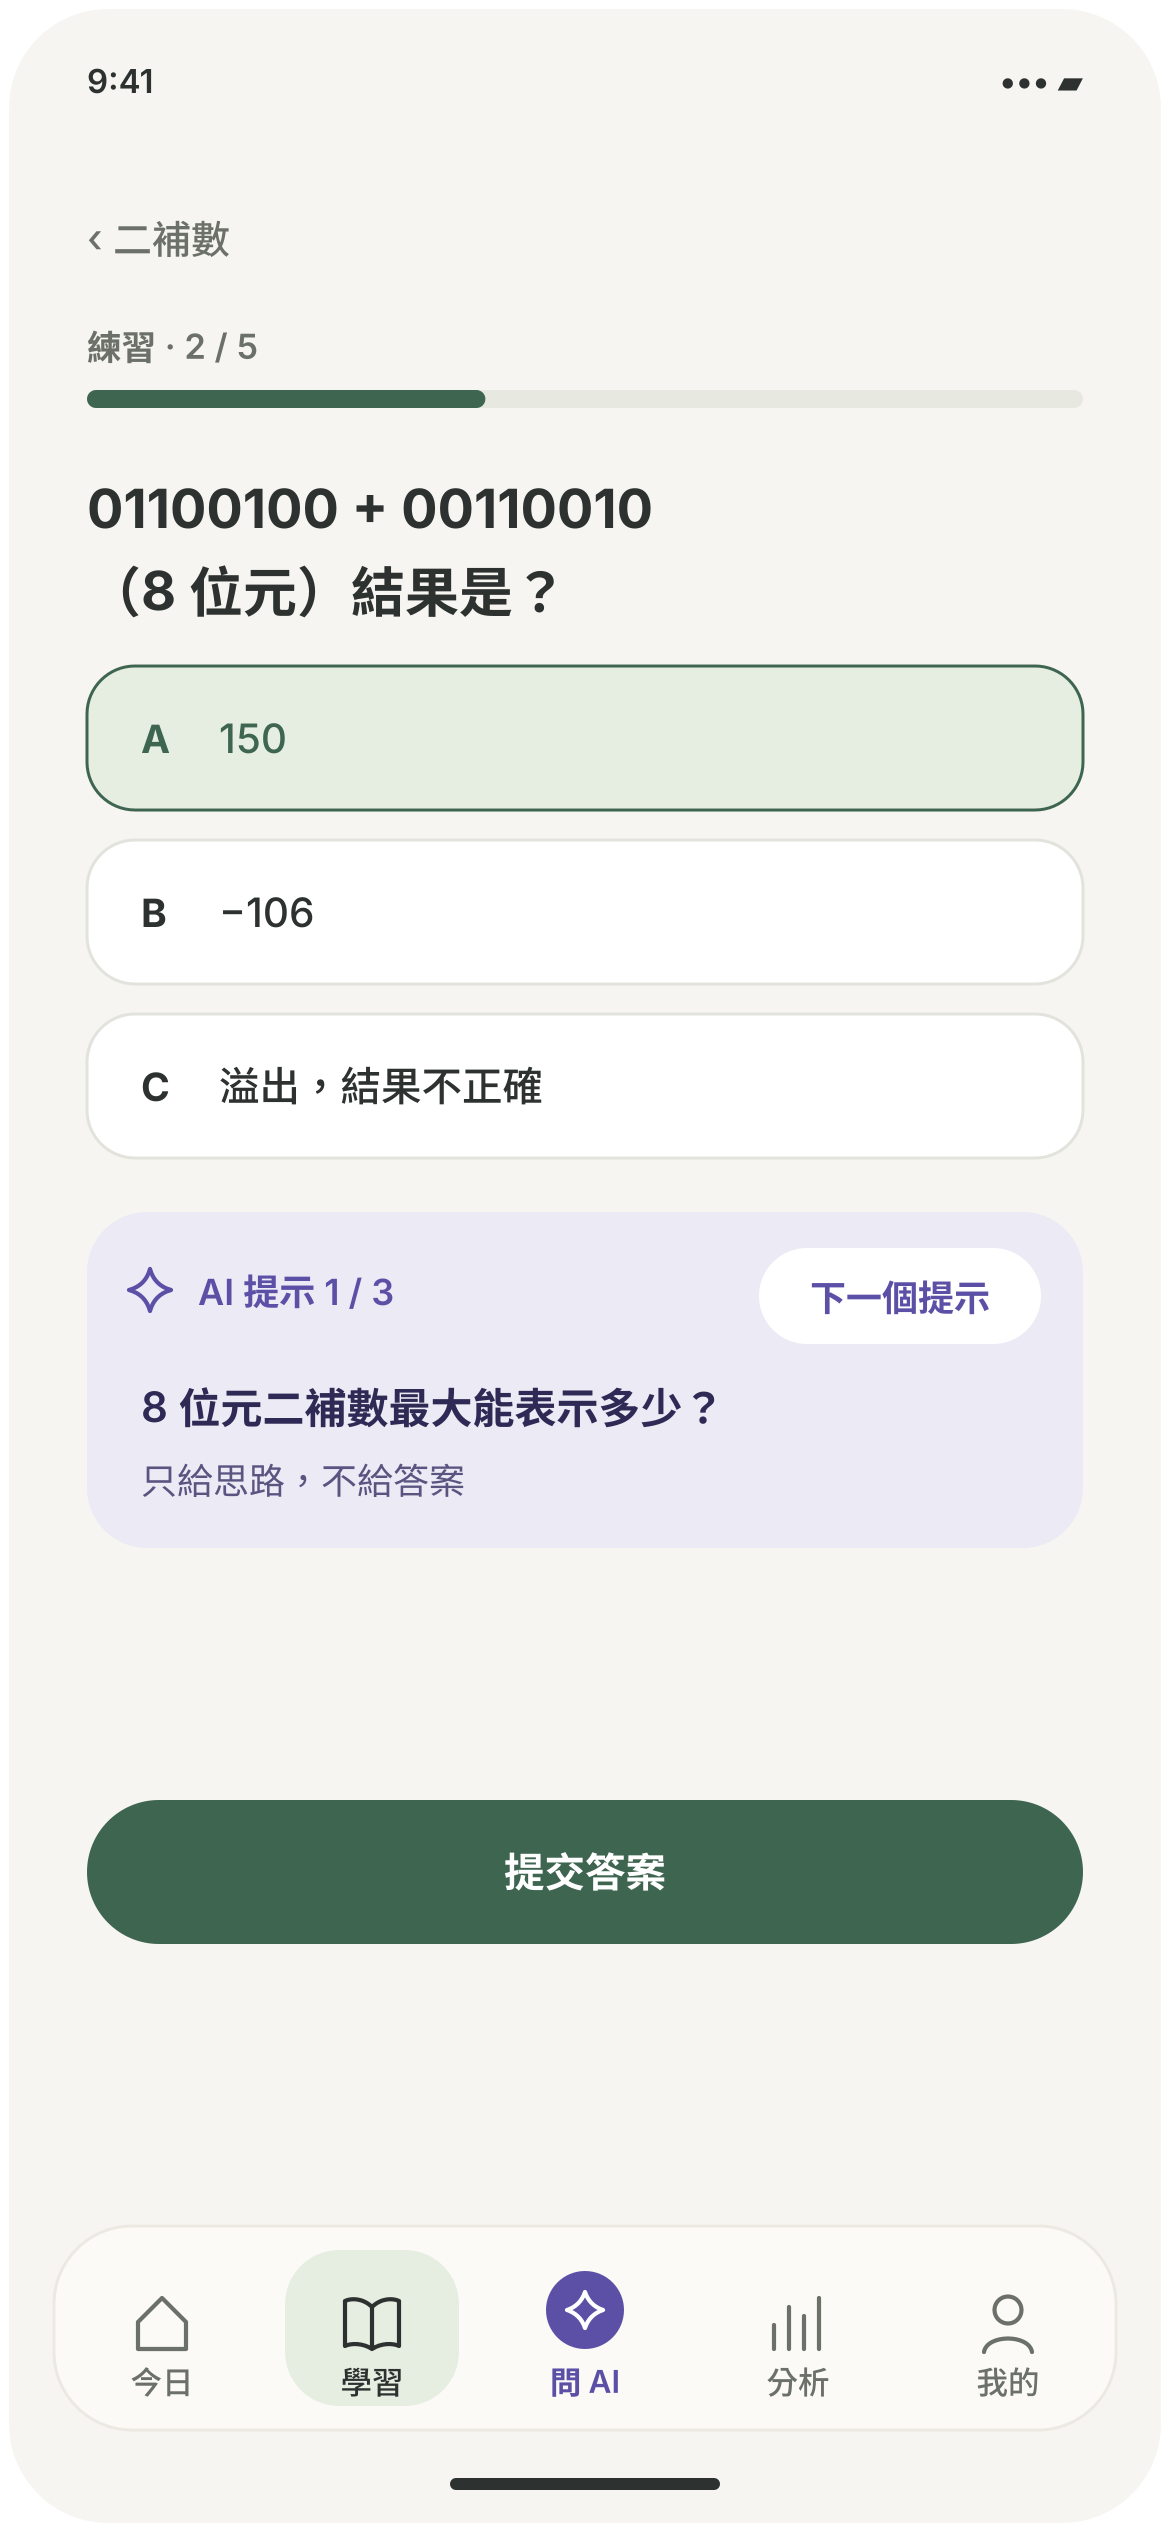 9:41
‹ 二補數
練習 · 2 / 5
01100100 + 00110010
（8 位元）結果是？
A 150
B −106
C 溢出，結果不正確
AI 提示 1 / 3
下一個提示
8 位元二補數最大能表示多少？
只給思路，不給答案
提交答案
今日 學習 問 AI 分析 我的